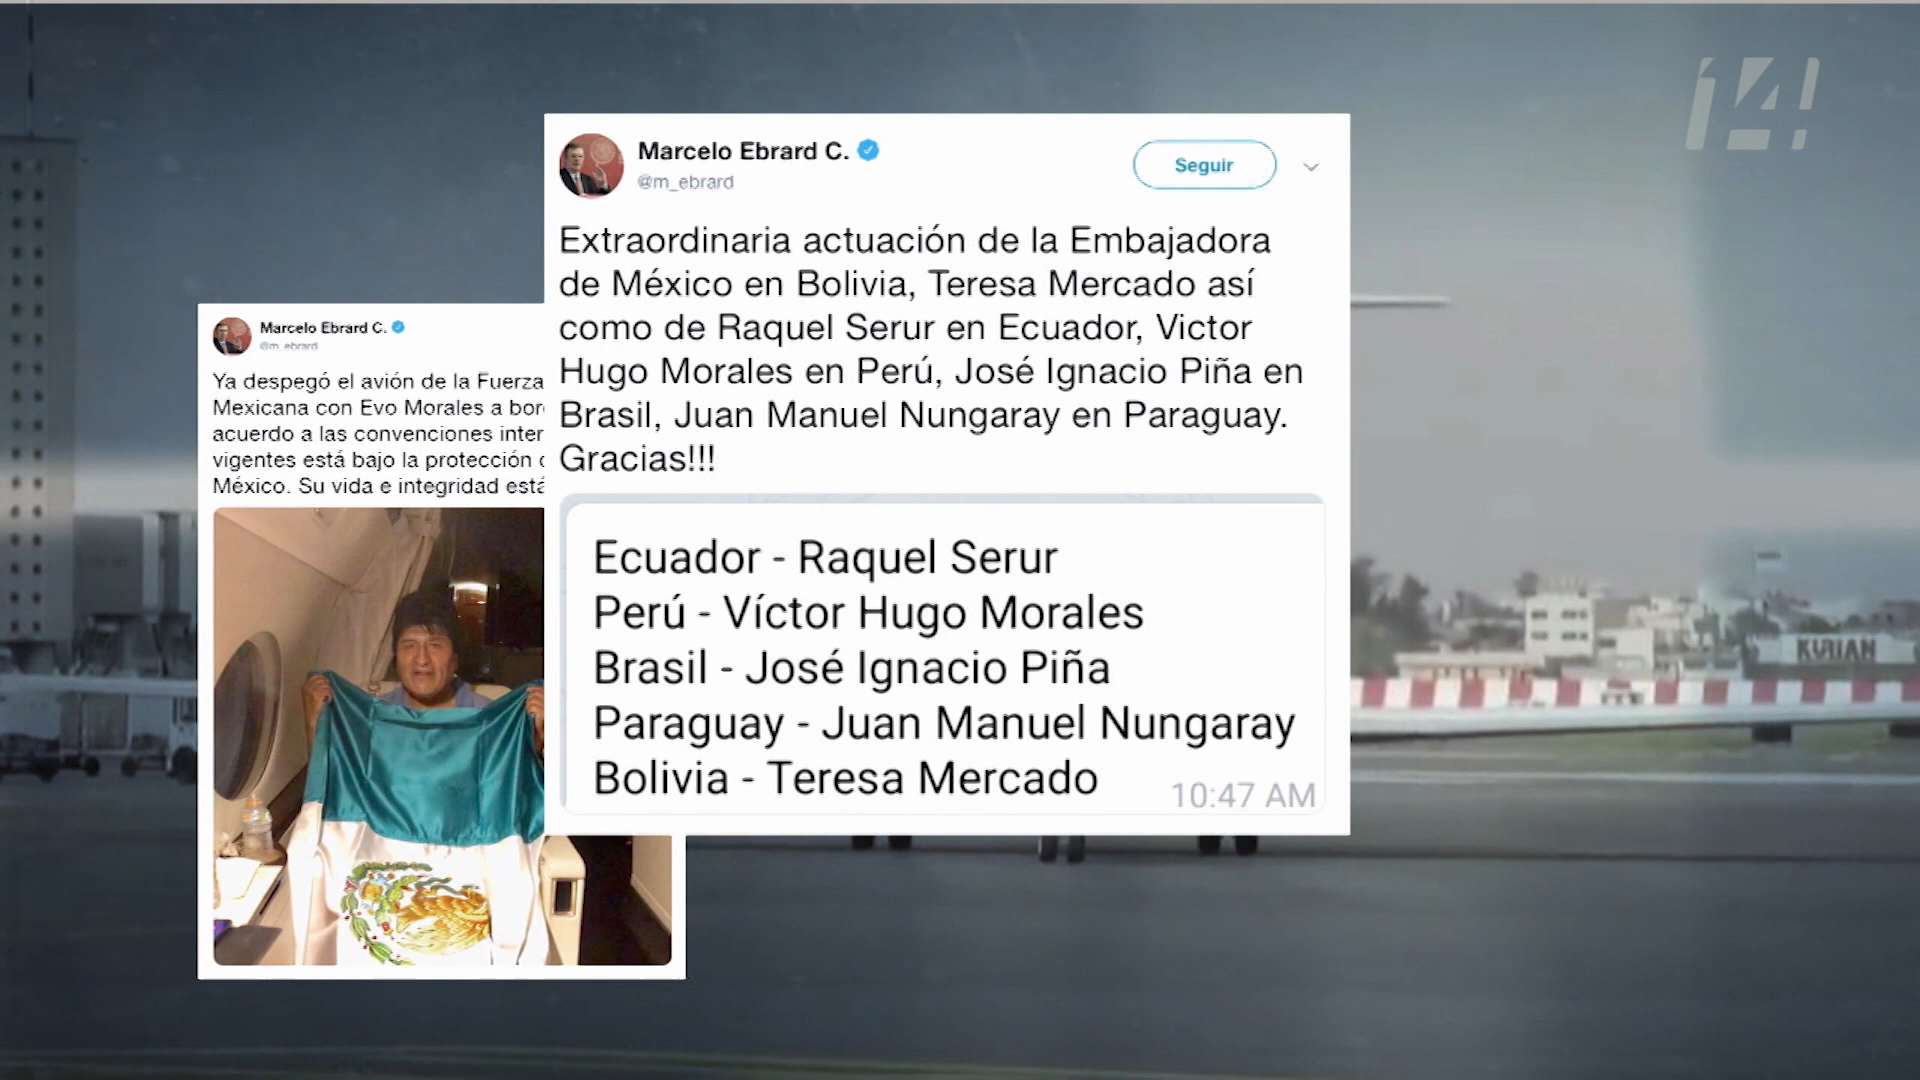 14!
Marcelo Ebrard C.
@m_ebrard
Seguir
Extraordinaria actuación de la Embajadora
de México en Bolivia, Teresa Mercado así
como de Raquel Serur en Ecuador, Victor
Hugo Morales en Perú, José Ignacio Piña en
Brasil, Juan Manuel Nungaray en Paraguay.
Gracias!!!
Ecuador - Raquel Serur
Perú - Víctor Hugo Morales
Brasil - José Ignacio Piña
Paraguay - Juan Manuel Nungaray
Bolivia - Teresa Mercado
10:47 AM
Marcelo Ebrard C.
@m_ebrard
Ya despegó el avión de la Fuerza
Mexicana con Evo Morales a
acuerdo a las convenciones
vigentes está bajo la protección
México. Su vida e integridad